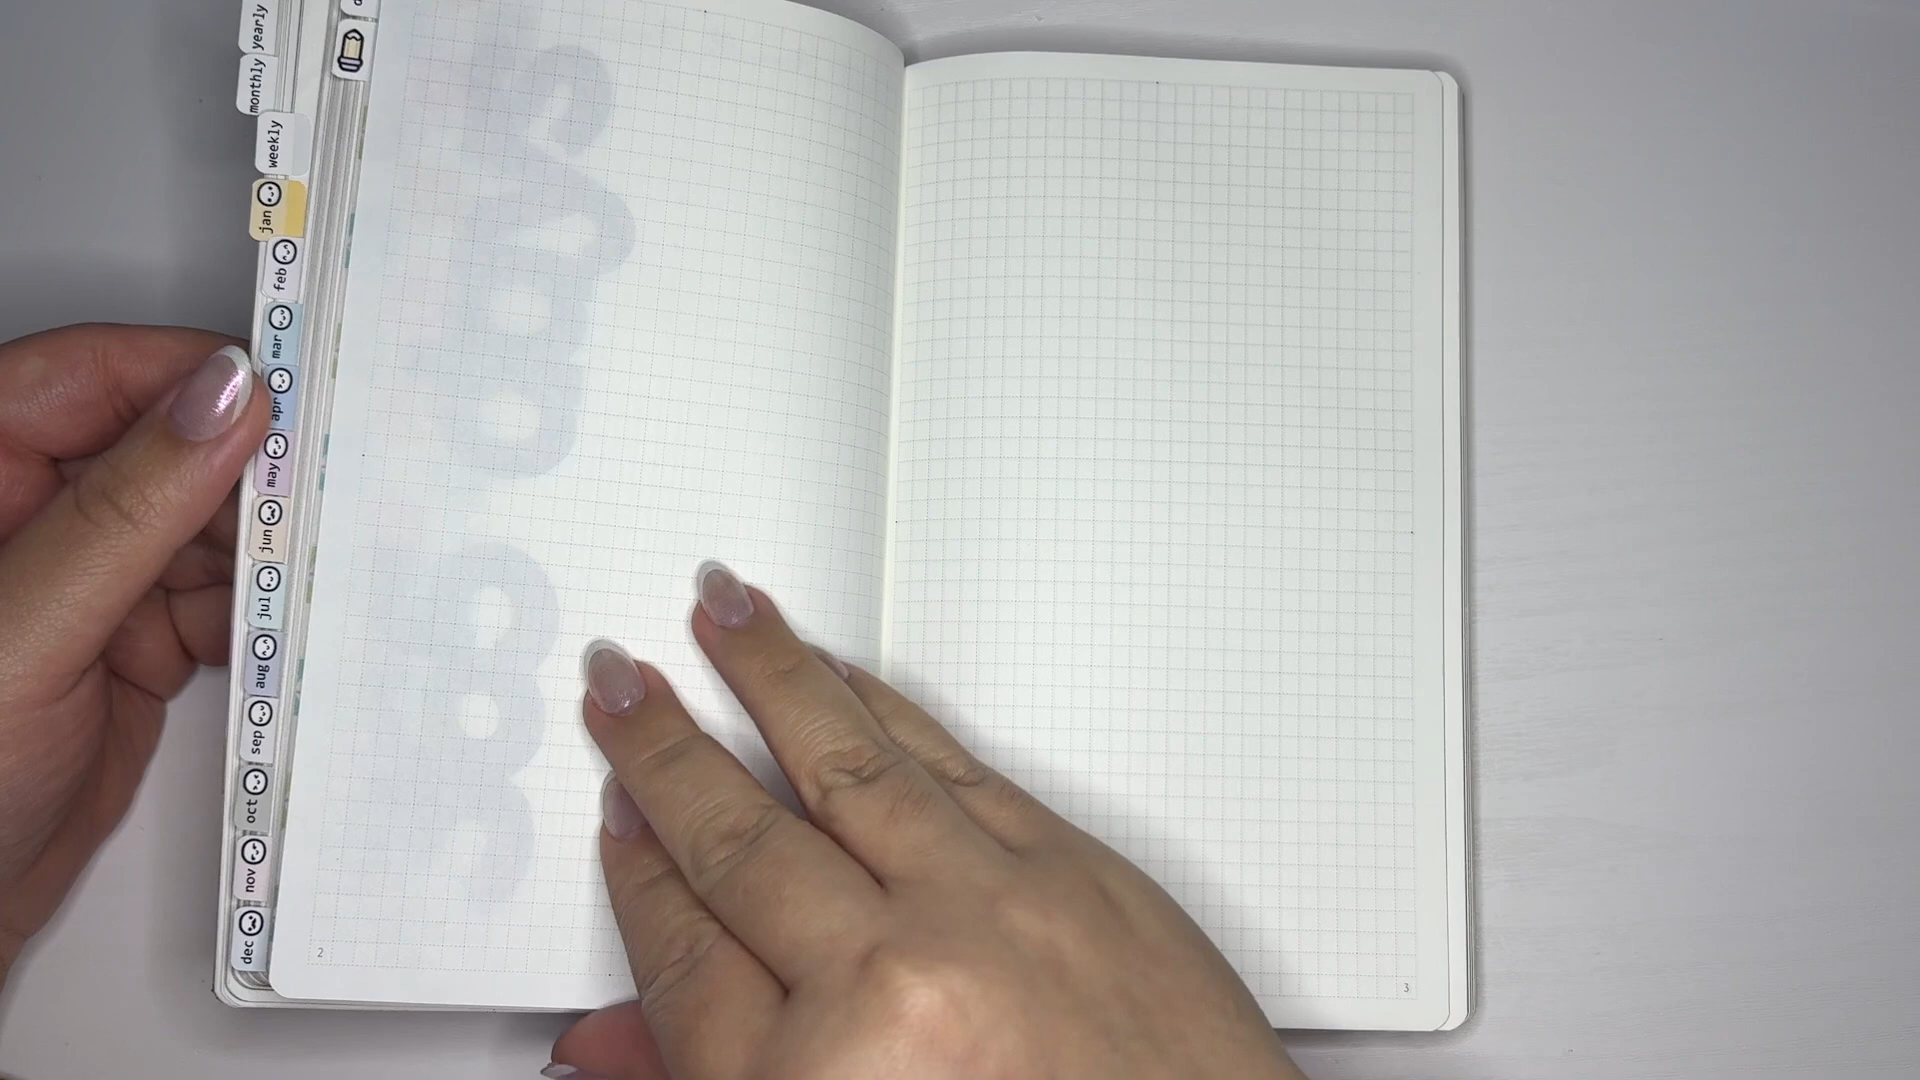 yearly
monthly
weekly
jan
feb
mar
apr
may
jun
jul
aug
sep
oct
nov
dec
2
3